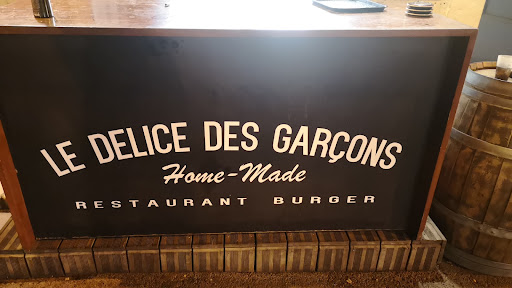 LE DELICE DES GARÇONS
Home-Made
RESTAURANT BURGER